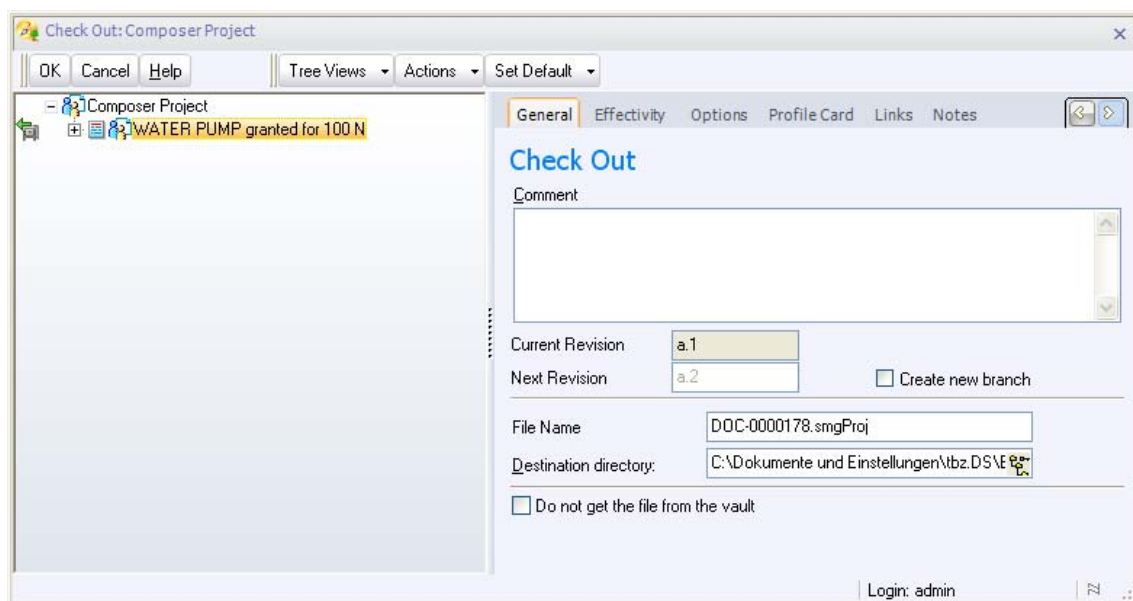 Check Out: Composer Project
OK Cancel Help Tree Views Actions Set Default
Composer Project
WATER PUMP granted for 100 N
General Effectivity Options Profile Card Links Notes
Check Out
Comment
Current Revision a.1
Next Revision a.2 Create new branch
File Name DOC-0000178.smgProj
Destination directory: C:\Dokumente und Einstellungen\tbz.DS\E
Do not get the file from the vault
Login: admin